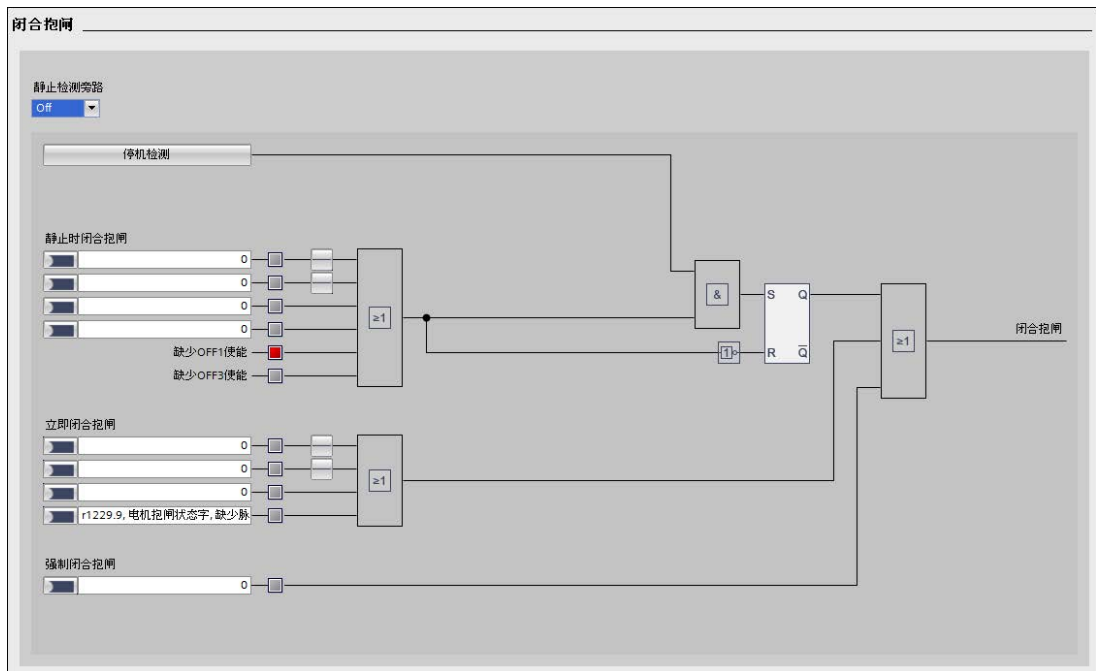 闭合抱闸
静止检测旁路
Off
停机检测
静止时闭合抱闸
0
0
0
0
≥1
缺少OFF1使能
缺少OFF3使能
&
S Q
1
R Q̅
≥1
闭合抱闸
立即闭合抱闸
0
0
0
≥1
r1229.9, 电机抱闸状态字, 缺少脉
强制闭合抱闸
0